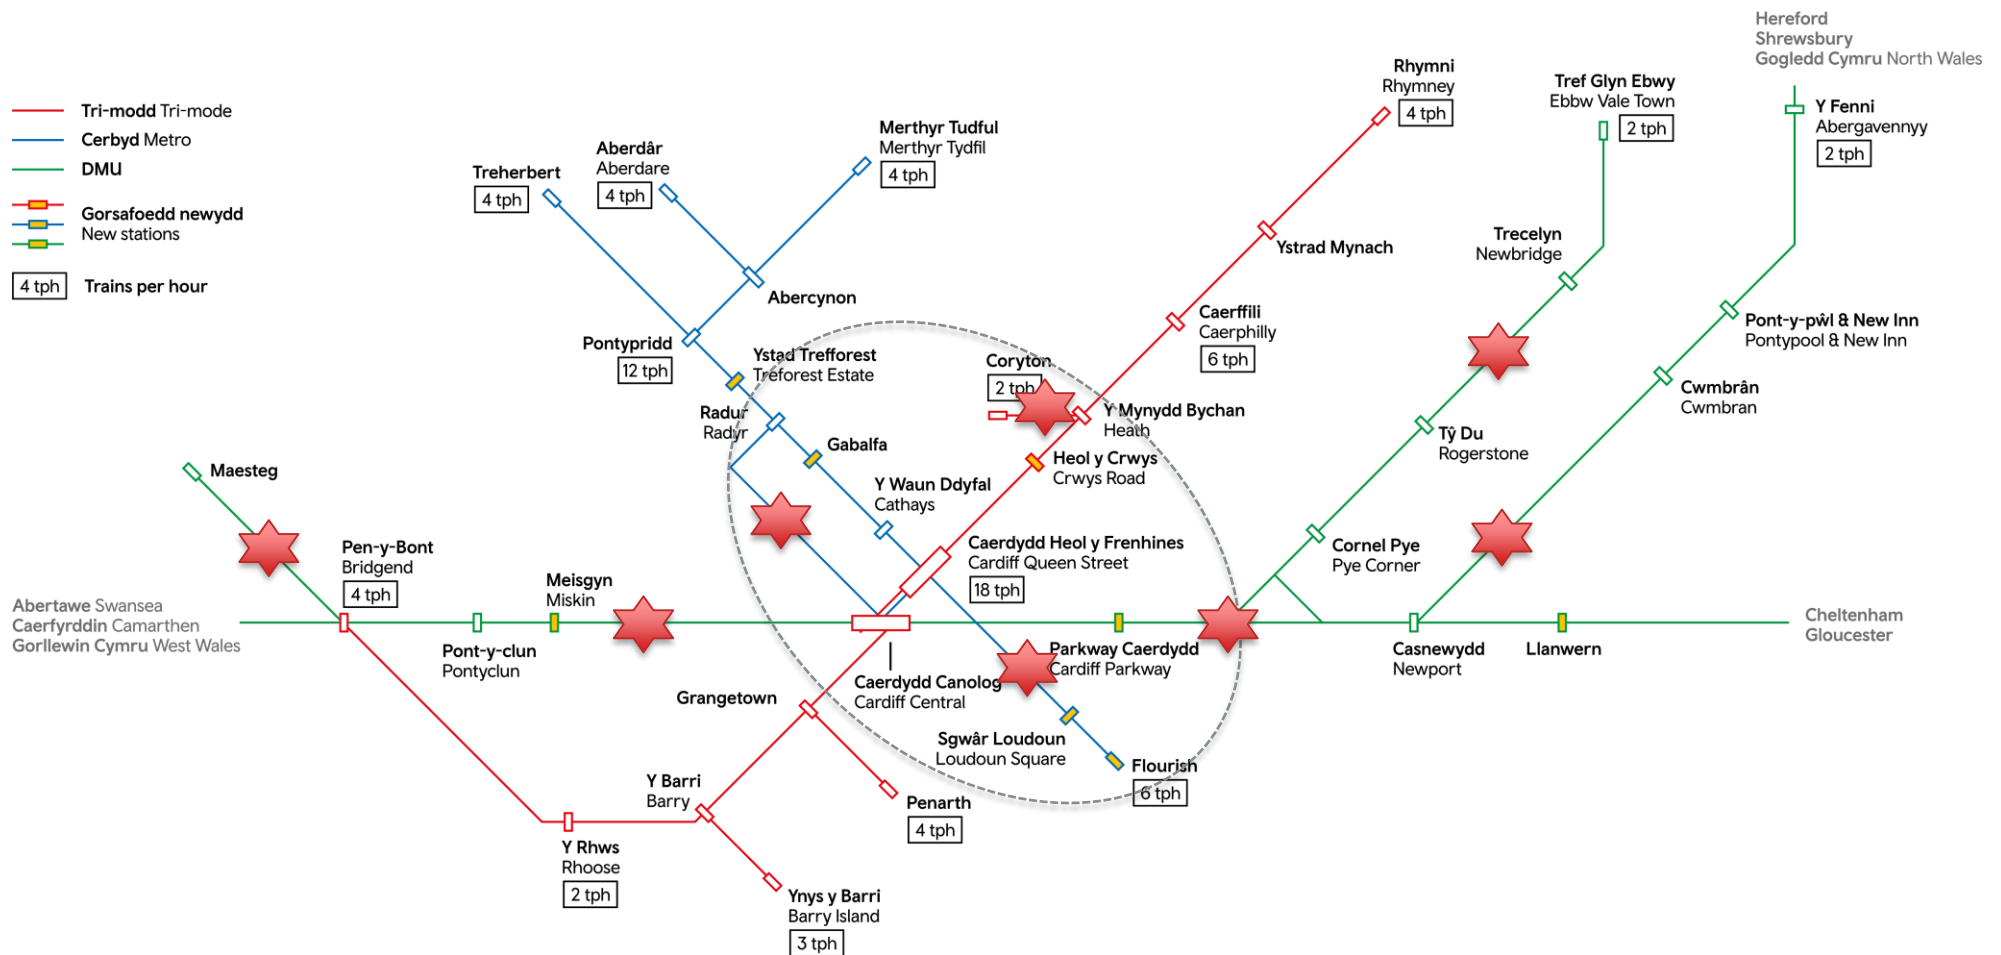 Tri-modd Tri-mode
Cerbyd Metro
DMU
Gorsafoedd newydd
New stations
4 tph Trains per hour
Hereford
Shrewsbury
Gogledd Cymru North Wales
Y Fenni
Abergavennyy
2 tph
Tref Glyn Ebwy
Ebbw Vale Town
2 tph
Rhymni
Rhymney
4 tph
Merthyr Tudful
Merthyr Tydfil
4 tph
Aberdâr
Aberdare
4 tph
Treherbert
4 tph
Abercynon
Pontypridd
12 tph
Ystad Trefforest
Treforest Estate
Radur
Radyr
Gabalfa
Y Waun Ddyfal
Cathays
Coryton
2 tph
Y Mynydd Bychan
Heath
Heol y Crwys
Crwys Road
Ystrad Mynach
Caerffili
Caerphilly
6 tph
Trecelyn
Newbridge
Pont-y-pŵl & New Inn
Pontypool & New Inn
Cwmbrân
Cwmbran
Tŷ Du
Rogerstone
Cornel Pye
Pye Corner
Caerdydd Heol y Frenhines
Cardiff Queen Street
18 tph
Maesteg
Pen-y-Bont
Bridgend
4 tph
Meisgyn
Miskin
Abertawe Swansea
Caerfyrddin Camarthen
Gorllewin Cymru West Wales
Pont-y-clun
Pontyclun
Cheltenham
Gloucester
Parkway Caerdydd
Cardiff Parkway
Casnewydd
Newport
Llanwern
Caerdydd Canolog
Cardiff Central
Grangetown
Sgwâr Loudoun
Loudoun Square
Flourish
6 tph
Y Barri
Barry
Penarth
4 tph
Y Rhws
Rhoose
2 tph
Ynys y Barri
Barry Island
3 tph